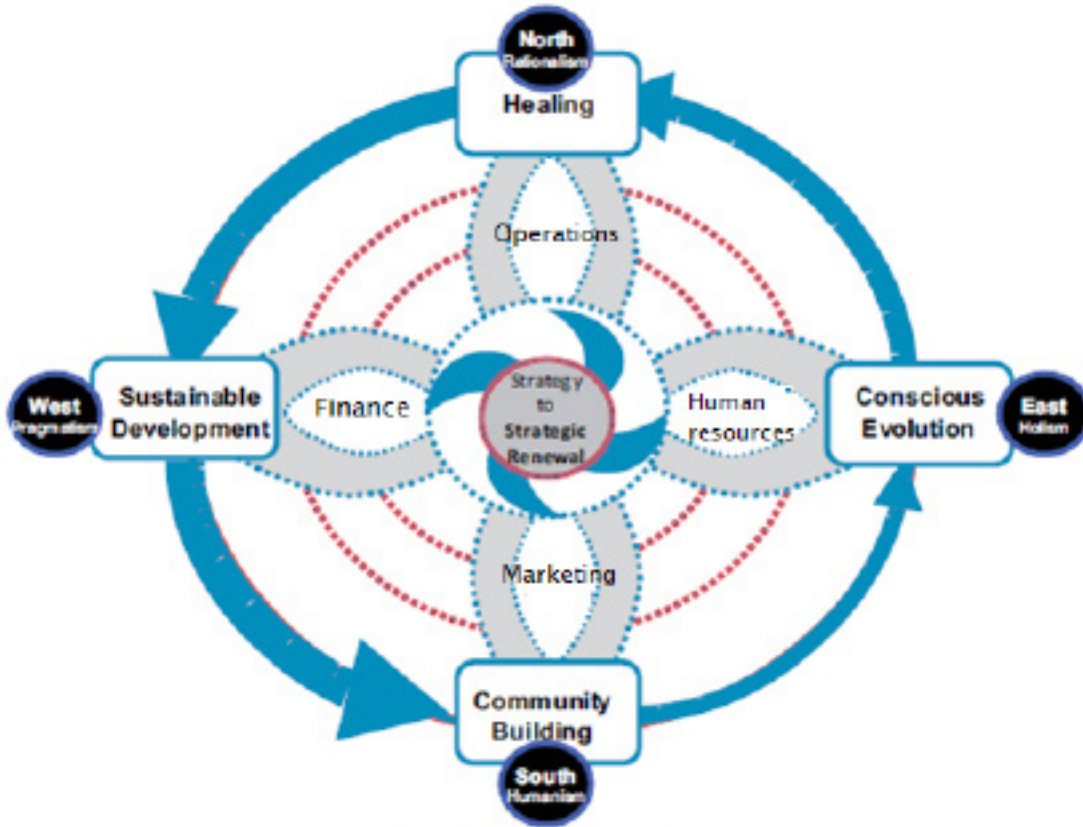 North
Rationalism
Healing
Operations
West
Pragmatism
Sustainable
Development
Finance
Strategy
to
Strategic
Renewal
Human
resources
Conscious
Evolution
East
Holism
Marketing
Community
Building
South
Humanism